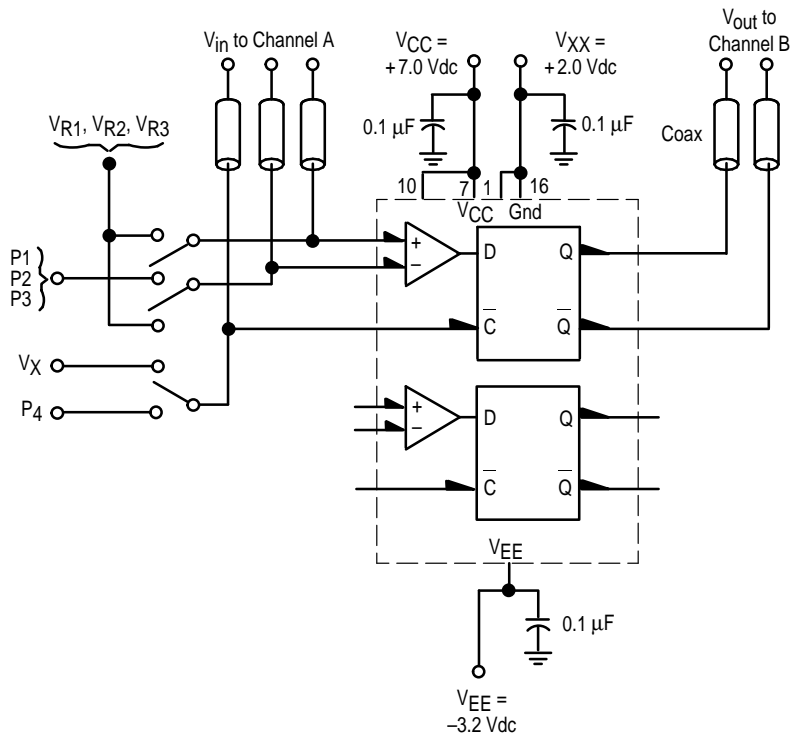 Vin to Channel A
VCC =
+7.0 Vdc
VXX =
+2.0 Vdc
Vout to
Channel B
0.1 µF
0.1 µF
Coax
VR1, VR2, VR3
10
7
1
16
VCC
Gnd
P1
P2
P3
+
–
D
Q
C̅
Q̅
VX
P4
+
–
D
Q
C̅
Q̅
VEE
0.1 µF
VEE =
–3.2 Vdc